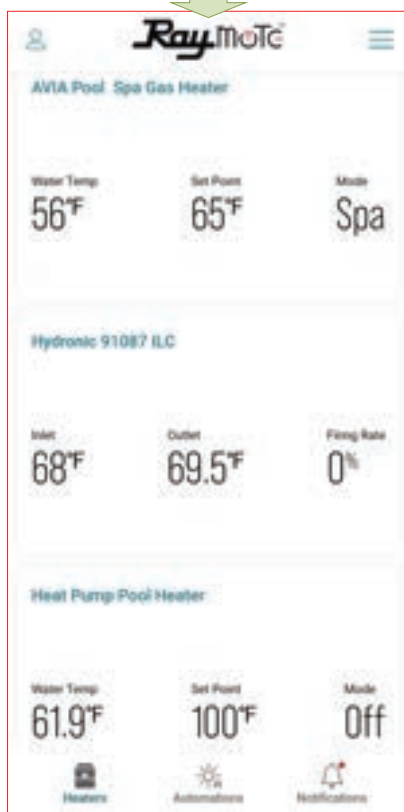 RayMoTe
AVIA Pool Spa Gas Heater
Water Temp Set Point Mode
56°F 65°F Spa
Hydronic 91087 ILC
Inlet Outlet Firing Rate
68°F 69.5°F 0%
Heat Pump Pool Heater
Water Temp Set Point Mode
61.9°F 100°F Off
Heaters Automations Notifications